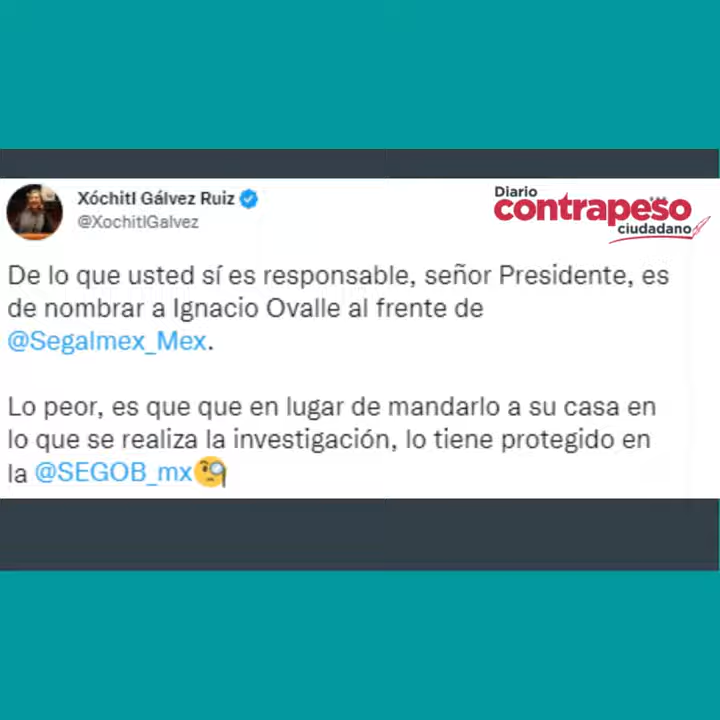 Xóchitl Gálvez Ruiz
@XochitlGalvez
Diario
contrapeso
ciudadano
De lo que usted sí es responsable, señor Presidente, es
de nombrar a Ignacio Ovalle al frente de
@Segalmex_Mex.
Lo peor, es que que en lugar de mandarlo a su casa en
lo que se realiza la investigación, lo tiene protegido en
la @SEGOB_mx🧐